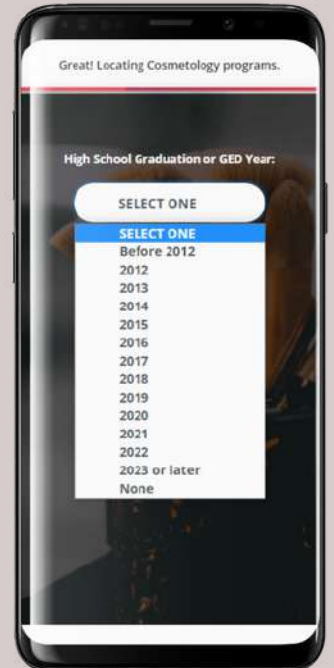 Great! Locating Cosmetology programs.
High School Graduation or GED Year:
SELECT ONE
SELECT ONE
Before 2012
2012
2013
2014
2015
2016
2017
2018
2019
2020
2021
2022
2023 or later
None